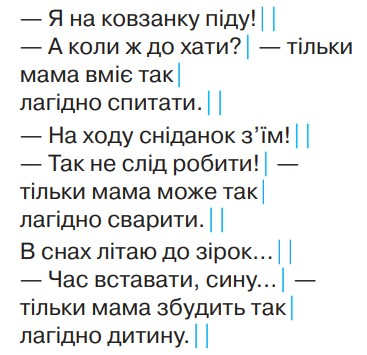 — Я на ковзанку піду!||
— А коли ж до хати?| — тільки
мама вміє так|
лагідно спитати.||
— На ходу сніданок з’їм!||
— Так не слід робити!| —
тільки мама може так|
лагідно сварити.||
В снах літаю до зірок...||
— Час вставати, сину...| —
тільки мама збудить так|
лагідно дитину.||